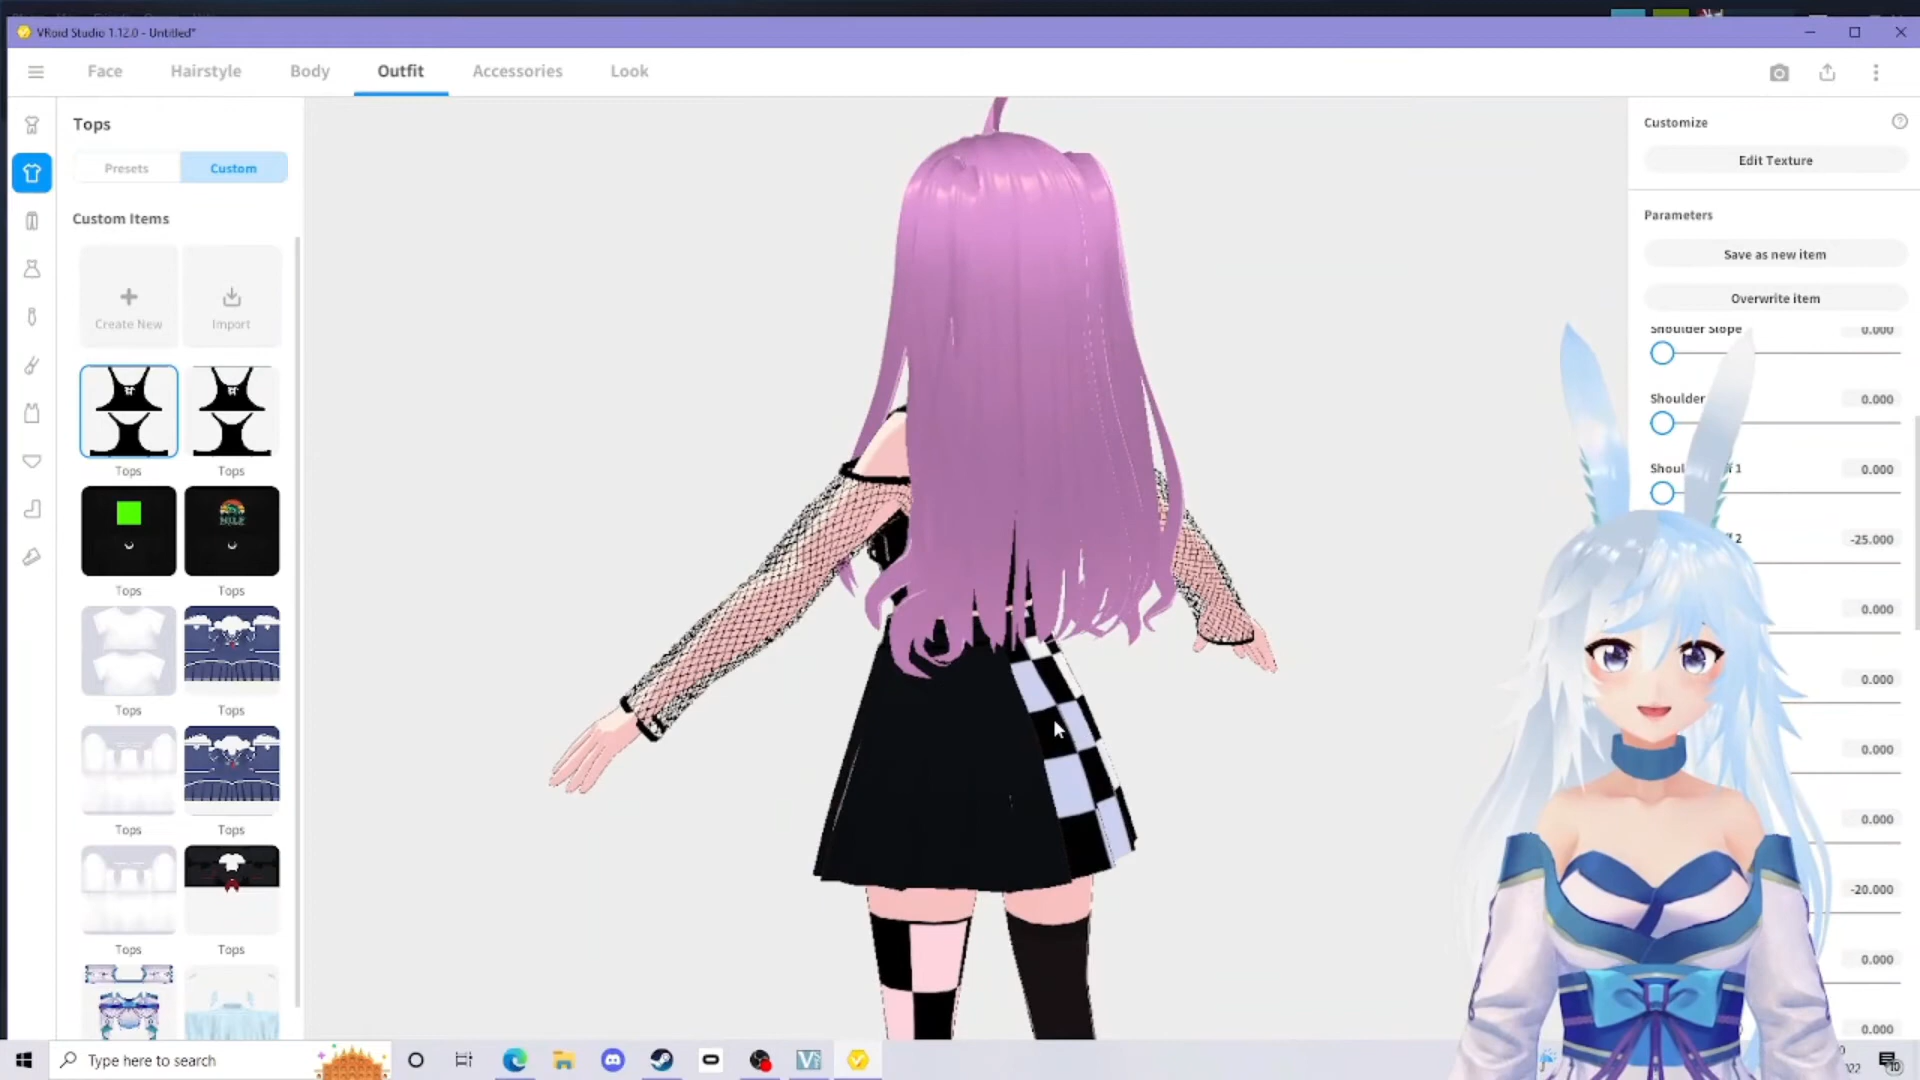 VRoid Studio 1.12.0 - Untitled*
Face Hairstyle Body Outfit Accessories Look
Tops
Presets Custom
Custom Items
Create New Import
Tops Tops
Tops Tops
Tops Tops
Tops Tops
Tops Tops
Customize
Edit Texture
Parameters
Save as new item
Overwrite item
Shoulder Slope 0.000
Shoulder 0.000
Shoul 1 0.000
2 -25.000
0.000
0.000
0.000
0.000
-20.000
0.000
0.000
Type here to search